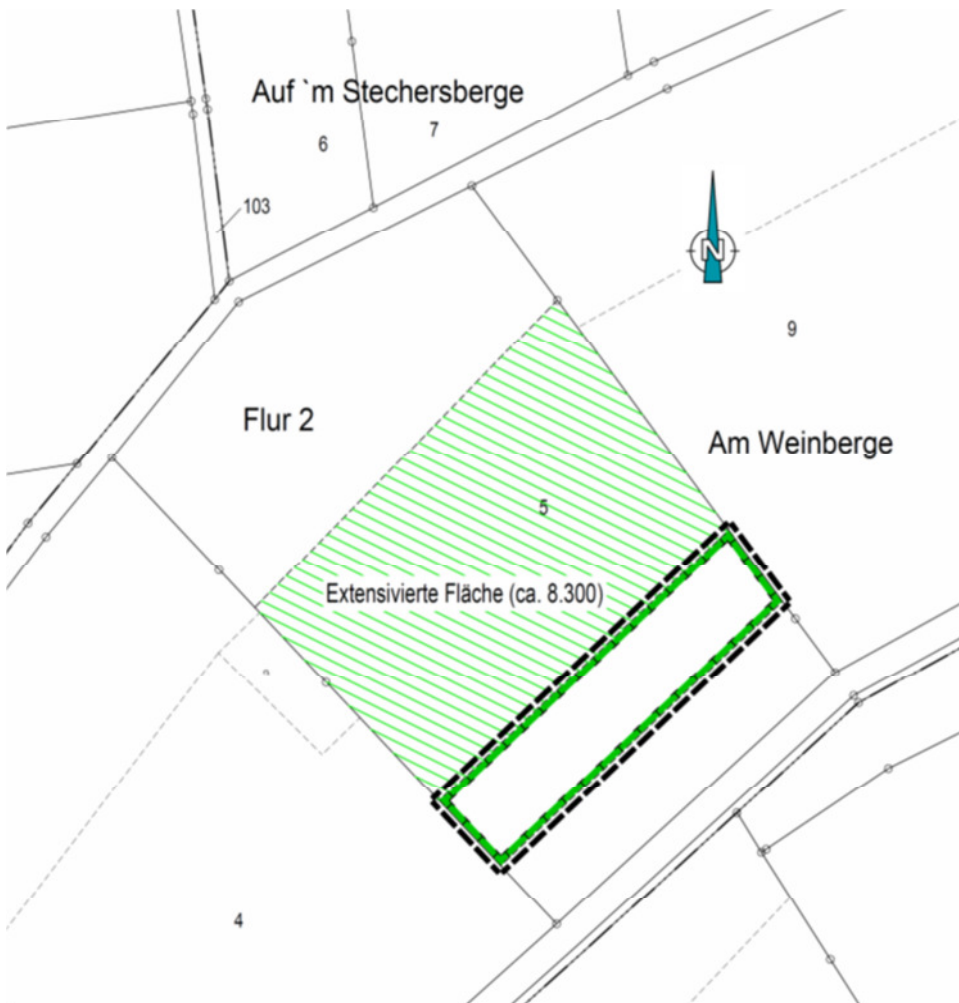 Auf `m Stechersberge
7
6
103
N
9
Flur 2
Am Weinberge
5
Extensivierte Fläche (ca. 8.300)
4